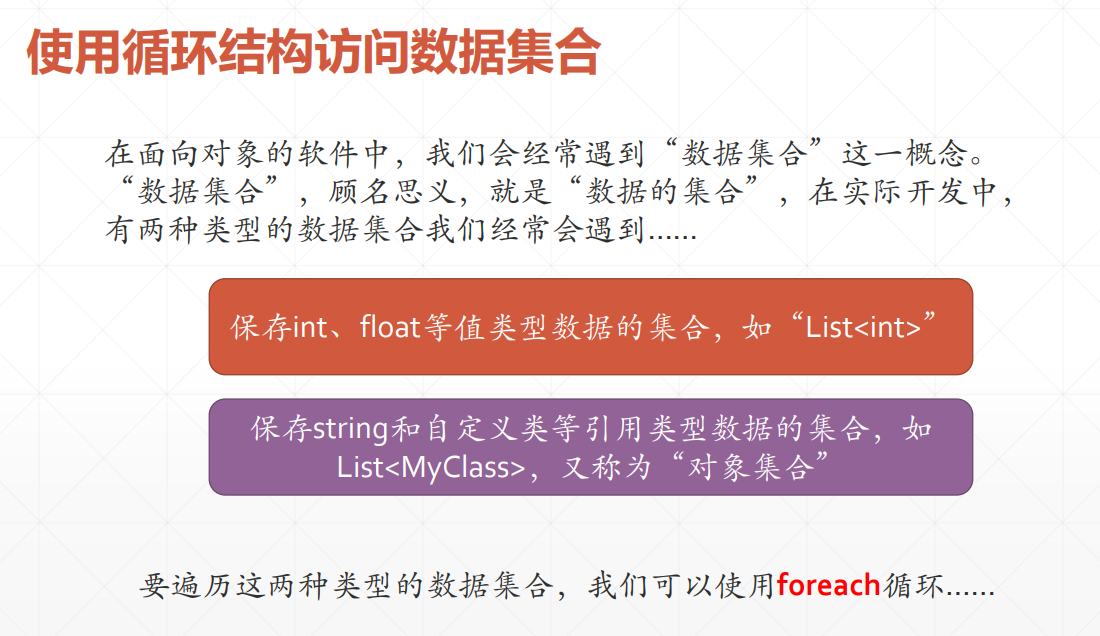 使用循环结构访问数据集合
在面向对象的软件中，我们会经常遇到“数据集合”这一概念。
“数据集合”，顾名思义，就是“数据的集合”，在实际开发中，
有两种类型的数据集合我们经常会遇到……
保存int、float等值类型数据的集合，如“List<int>”
保存string和自定义类等引用类型数据的集合，如
List<MyClass>，又称为“对象集合”
要遍历这两种类型的数据集合，我们可以使用foreach循环……